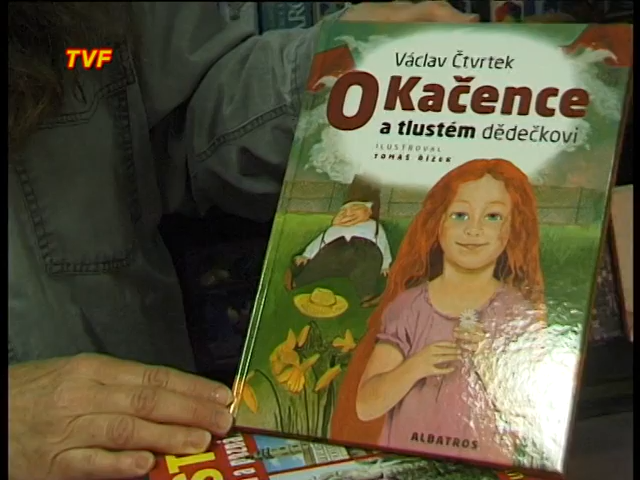 TVF
Václav Čtvrtek
O Kačence
a tlustém dědečkovi
ILUSTROVAL
TOMÁŠ ŘÍZEK
ALBATROS